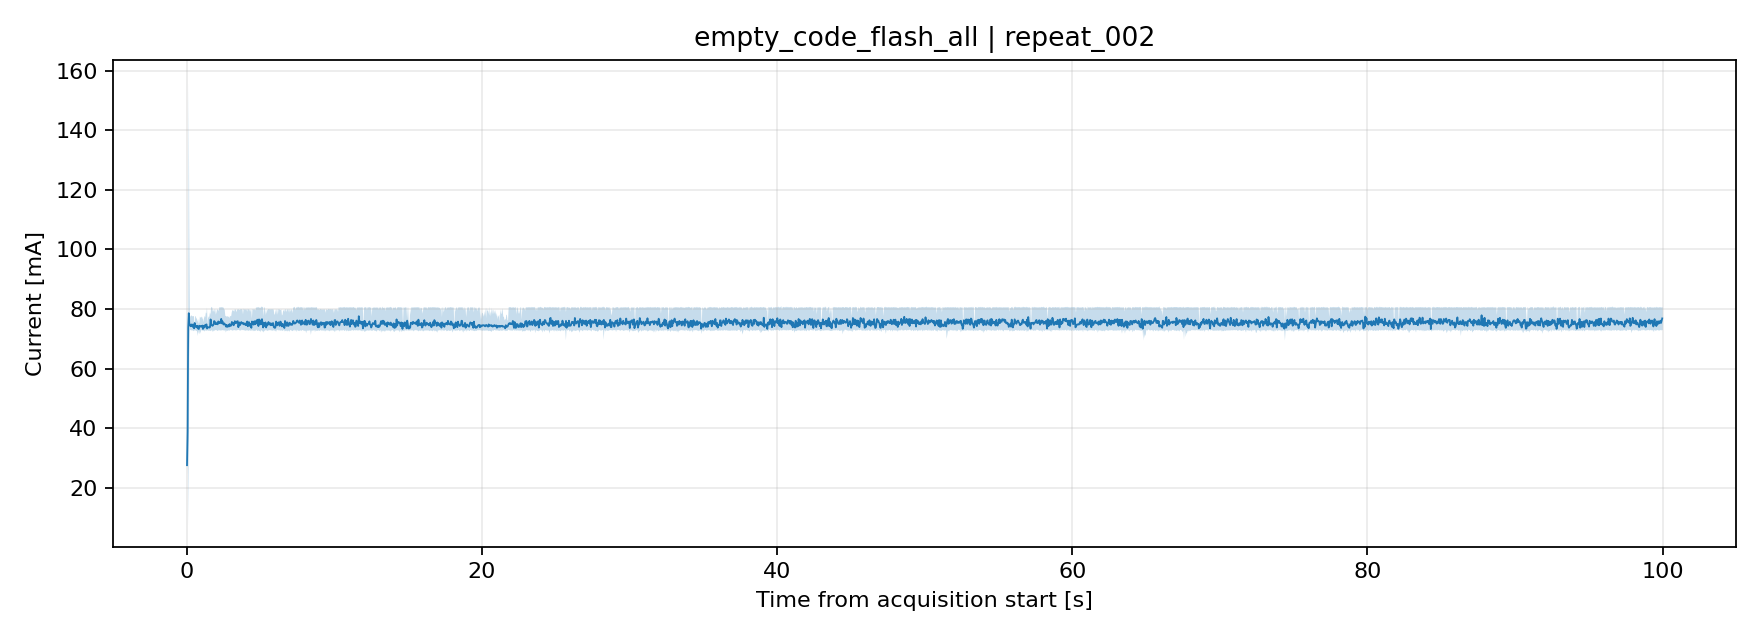 empty_code_flash_all | repeat_002
160
140
120
100
80
60
40
20
Current [mA]
0 20 40 60 80 100
Time from acquisition start [s]